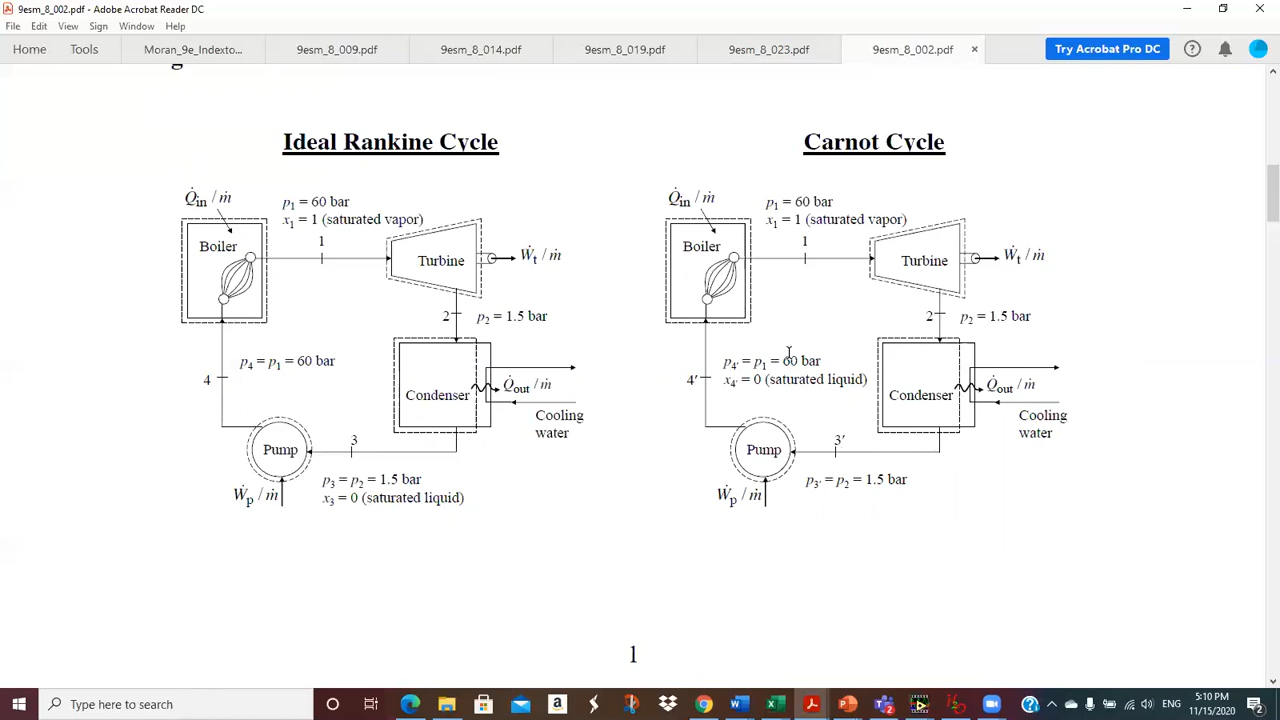 9esm_8_002.pdf - Adobe Acrobat Reader DC
File Edit View Sign Window Help
Home Tools Moran_9e_Indexto... 9esm_8_009.pdf 9esm_8_014.pdf 9esm_8_019.pdf 9esm_8_023.pdf 9esm_8_002.pdf × Try Acrobat Pro DC
Ideal Rankine Cycle
Q̇in / ṁ
p1 = 60 bar
x1 = 1 (saturated vapor)
Boiler
1
Turbine
Ẇt / ṁ
2
p2 = 1.5 bar
p4 = p1 = 60 bar
4
Condenser
Q̇out / ṁ
Cooling
water
Pump
3
p3 = p2 = 1.5 bar
x3 = 0 (saturated liquid)
Ẇp / ṁ
Carnot Cycle
Q̇in / ṁ
p1 = 60 bar
x1 = 1 (saturated vapor)
Boiler
1
Turbine
Ẇt / ṁ
2
p2 = 1.5 bar
p4′ = p1 = 60 bar
x4′ = 0 (saturated liquid)
4′
Condenser
Q̇out / ṁ
Cooling
water
Pump
3′
p3′ = p2 = 1.5 bar
Ẇp / ṁ
1
Type here to search
ENG
5:10 PM
11/15/2020
2